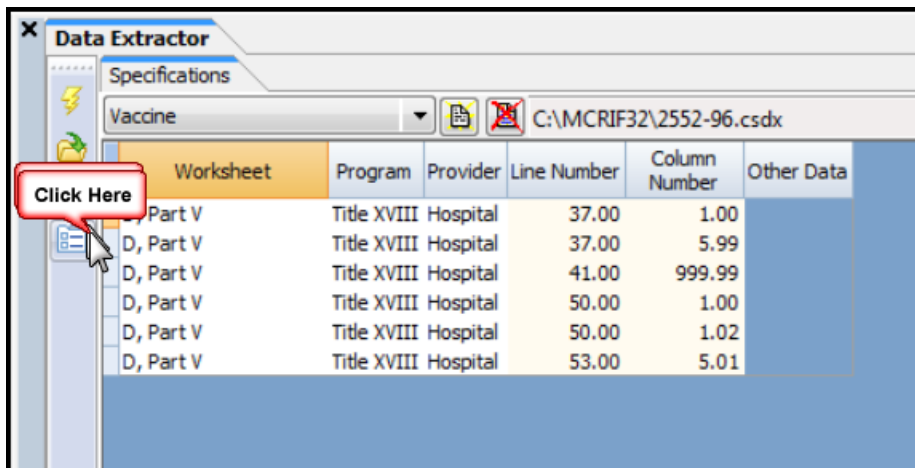 Data Extractor
Specifications
Vaccine C:\MCRIF32\2552-96.csdx
Worksheet Program Provider Line Number Column Number Other Data
Click Here
D, Part V Title XVIII Hospital 37.00 1.00
D, Part V Title XVIII Hospital 37.00 5.99
D, Part V Title XVIII Hospital 41.00 999.99
D, Part V Title XVIII Hospital 50.00 1.00
D, Part V Title XVIII Hospital 50.00 1.02
D, Part V Title XVIII Hospital 53.00 5.01